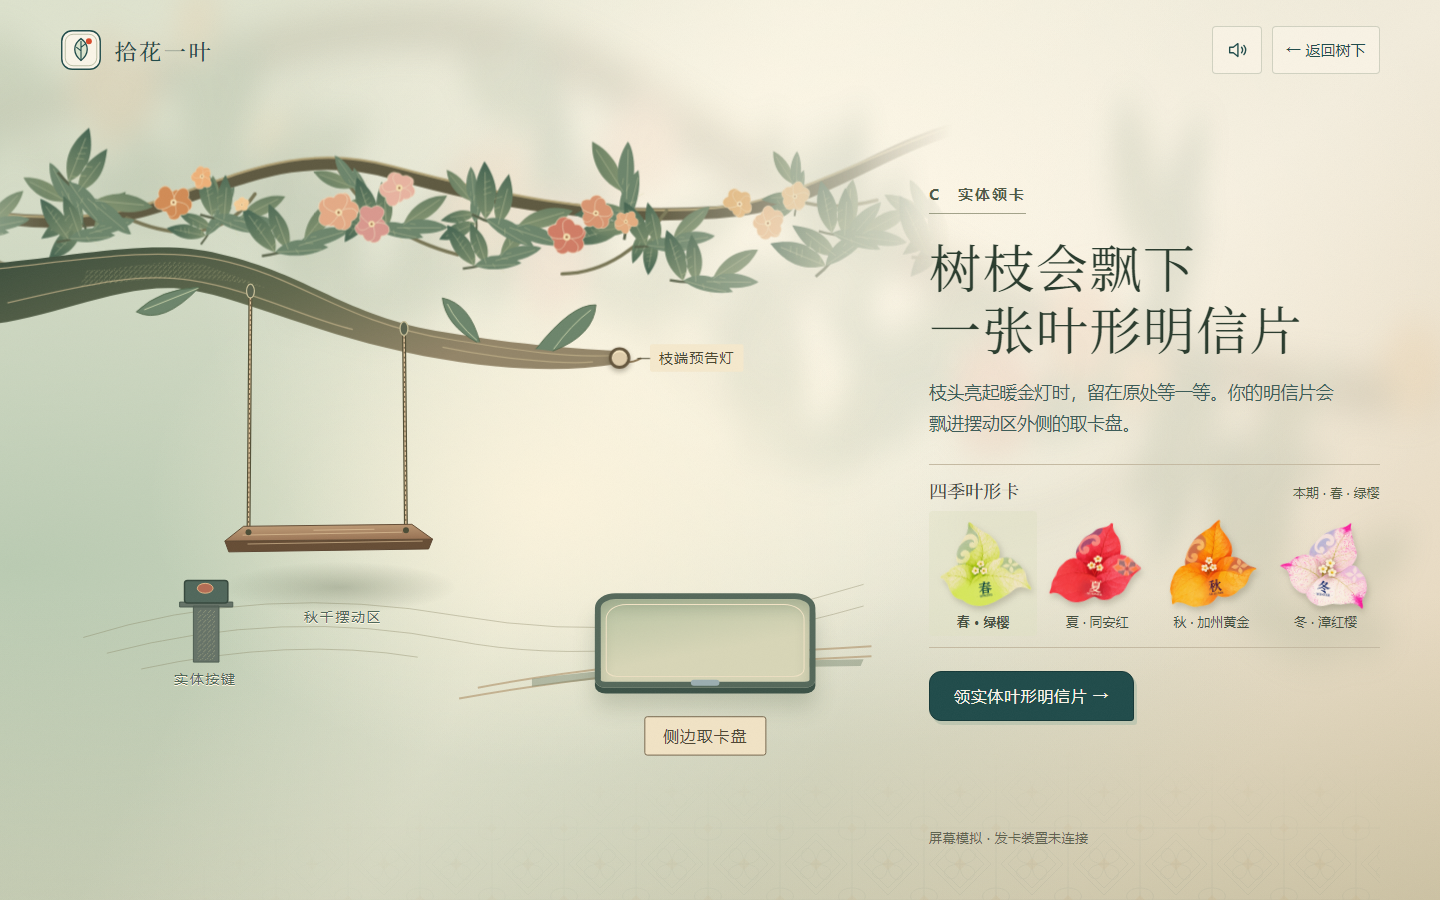 拾花一叶
← 返回树下
C 实体领卡
树枝会飘下
一张叶形明信片
枝端预告灯
枝头亮起暖金灯时，留在原处等一等。你的明信片会
飘进摆动区外侧的取卡盘。
四季叶形卡
本期 · 春 · 绿樱
春
夏
秋
冬
春 · 绿樱
夏 · 同安红
秋 · 加州黄金
冬 · 漳红樱
秋千摆动区
实体按键
领实体叶形明信片 →
侧边取卡盘
屏幕模拟 · 发卡装置未连接